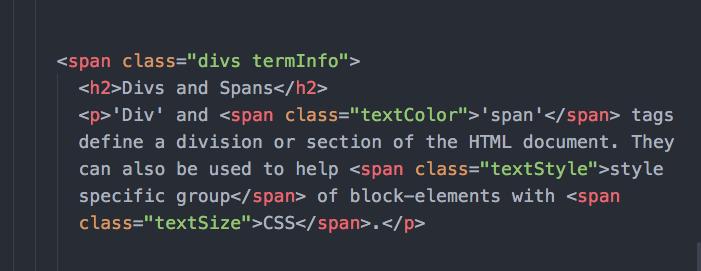 <span class="divs termInfo">
<h2>Divs and Spans</h2>
<p>'Div' and <span class="textColor">'span'</span> tags
define a division or section of the HTML document. They
can also be used to help <span class="textStyle">style
specific group</span> of block-elements with <span
class="textSize">CSS</span>.</p>